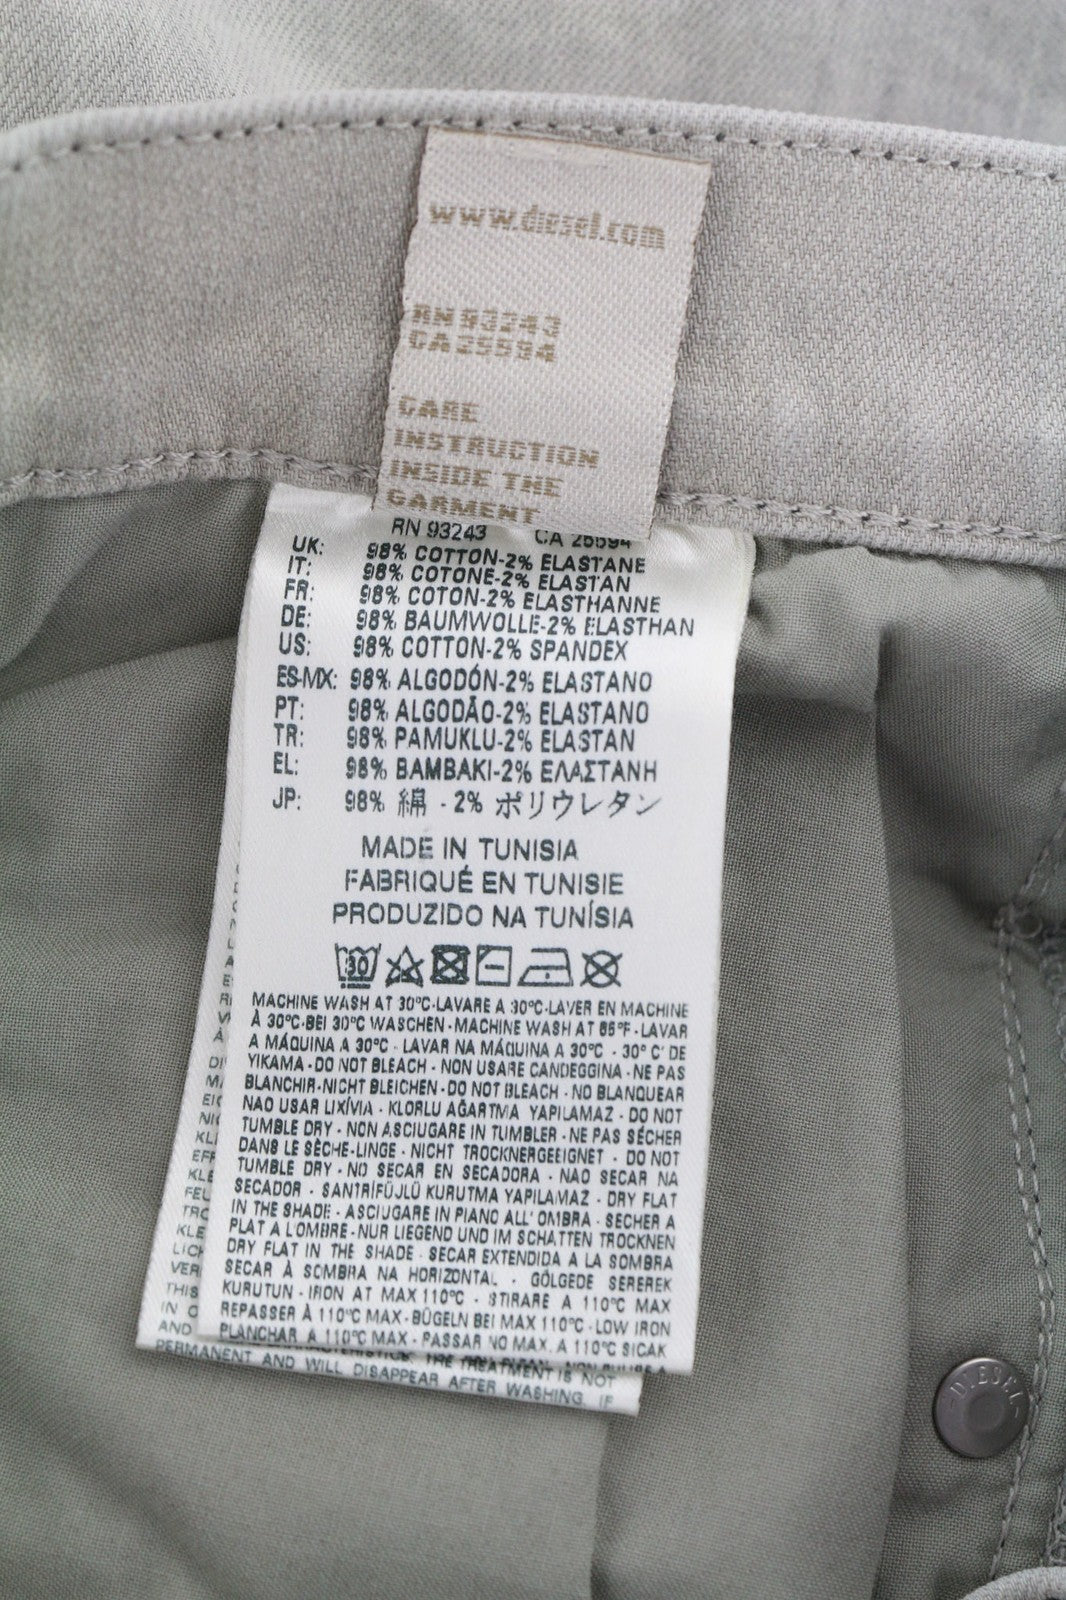 www.diesel.com
RN 93243
CA 25594
CARE
INSTRUCTION
INSIDE THE
GARMENT
RN 93243 CA 25594
UK: 98% COTTON-2% ELASTANE
IT: 98% COTONE-2% ELASTAN
FR: 98% COTON-2% ELASTHANNE
DE: 98% BAUMWOLLE-2% ELASTHAN
US: 98% COTTON-2% SPANDEX
ES-MX: 98% ALGODÓN-2% ELASTANO
PT: 98% ALGODÃO-2% ELASTANO
TR: 98% PAMUKLU-2% ELASTAN
EL: 98% BAMBAKI-2% ΕΛΑΣΤΑΝΗ
JP: 98% 綿 - 2% ポリウレタン
MADE IN TUNISIA
FABRIQUÉ EN TUNISIE
PRODUZIDO NA TUNÍSIA
30
MACHINE WASH AT 30°C-LAVARE A 30°C-LAVER EN MACHINE
À 30°C-BEI 30°C WASCHEN - MACHINE WASH AT 85°F - LAVAR
A MÁQUINA A 30°C - LAVAR NA MÁQUINA A 30°C - 30° C' DE
YIKAMA - DO NOT BLEACH - NON USARE CANDEGGINA - NE PAS
BLANCHIR - NICHT BLEICHEN - DO NOT BLEACH - NO BLANQUEAR
NAO USAR LIXÍVIA - KLORLU AĞARTMA YAPILAMAZ - DO NOT
TUMBLE DRY - NON ASCIUGARE IN TUMBLER - NE PAS SÉCHER
DANS LE SÈCHE-LINGE - NICHT TROCKNERGEEIGNET - DO NOT
TUMBLE DRY - NO SECAR EN SECADORA - NAO SECAR NA
SECADOR - SANTRİFÜJLÜ KURUTMA YAPILAMAZ - DRY FLAT
IN THE SHADE - ASCIUGARE IN PIANO ALL' OMBRA - SÉCHER A
PLAT A L'OMBRE - NUR LIEGEND UND IM SCHATTEN TROCKNEN
DRY FLAT IN THE SHADE - SECAR EXTENDIDA A LA SOMBRA
SECAR À SOMBRA NA HORIZONTAL - GÖLGEDE SEREREK
KURUTUN - IRON AT MAX 110°C - STIRARE A 110°C MAX
REPASSER À 110°C MAX - BÜGELN BEI MAX 110°C - LOW IRON
PLANCHAR A 110°C MAX - PASSAR NO MAX. A 110°C SICAK
CHARACTERISTICS. THE TREATMENT IS NOT
PERMANENT AND WILL DISAPPEAR AFTER WASHING. IF
DIESEL